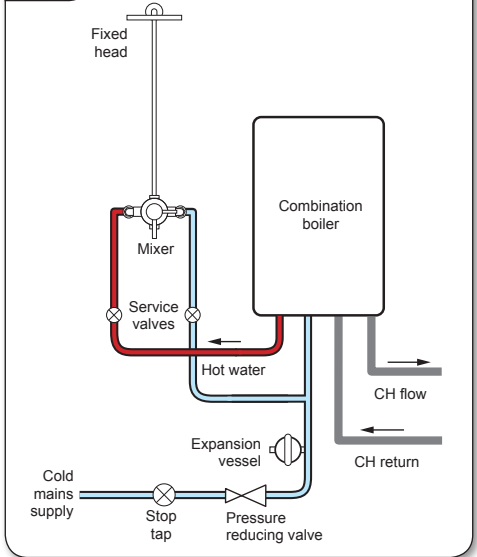 Fixed
head
Combination
boiler
Mixer
Service
valves
Hot water
CH flow
Expansion
vessel
CH return
Cold
mains
supply
Stop
tap
Pressure
reducing valve